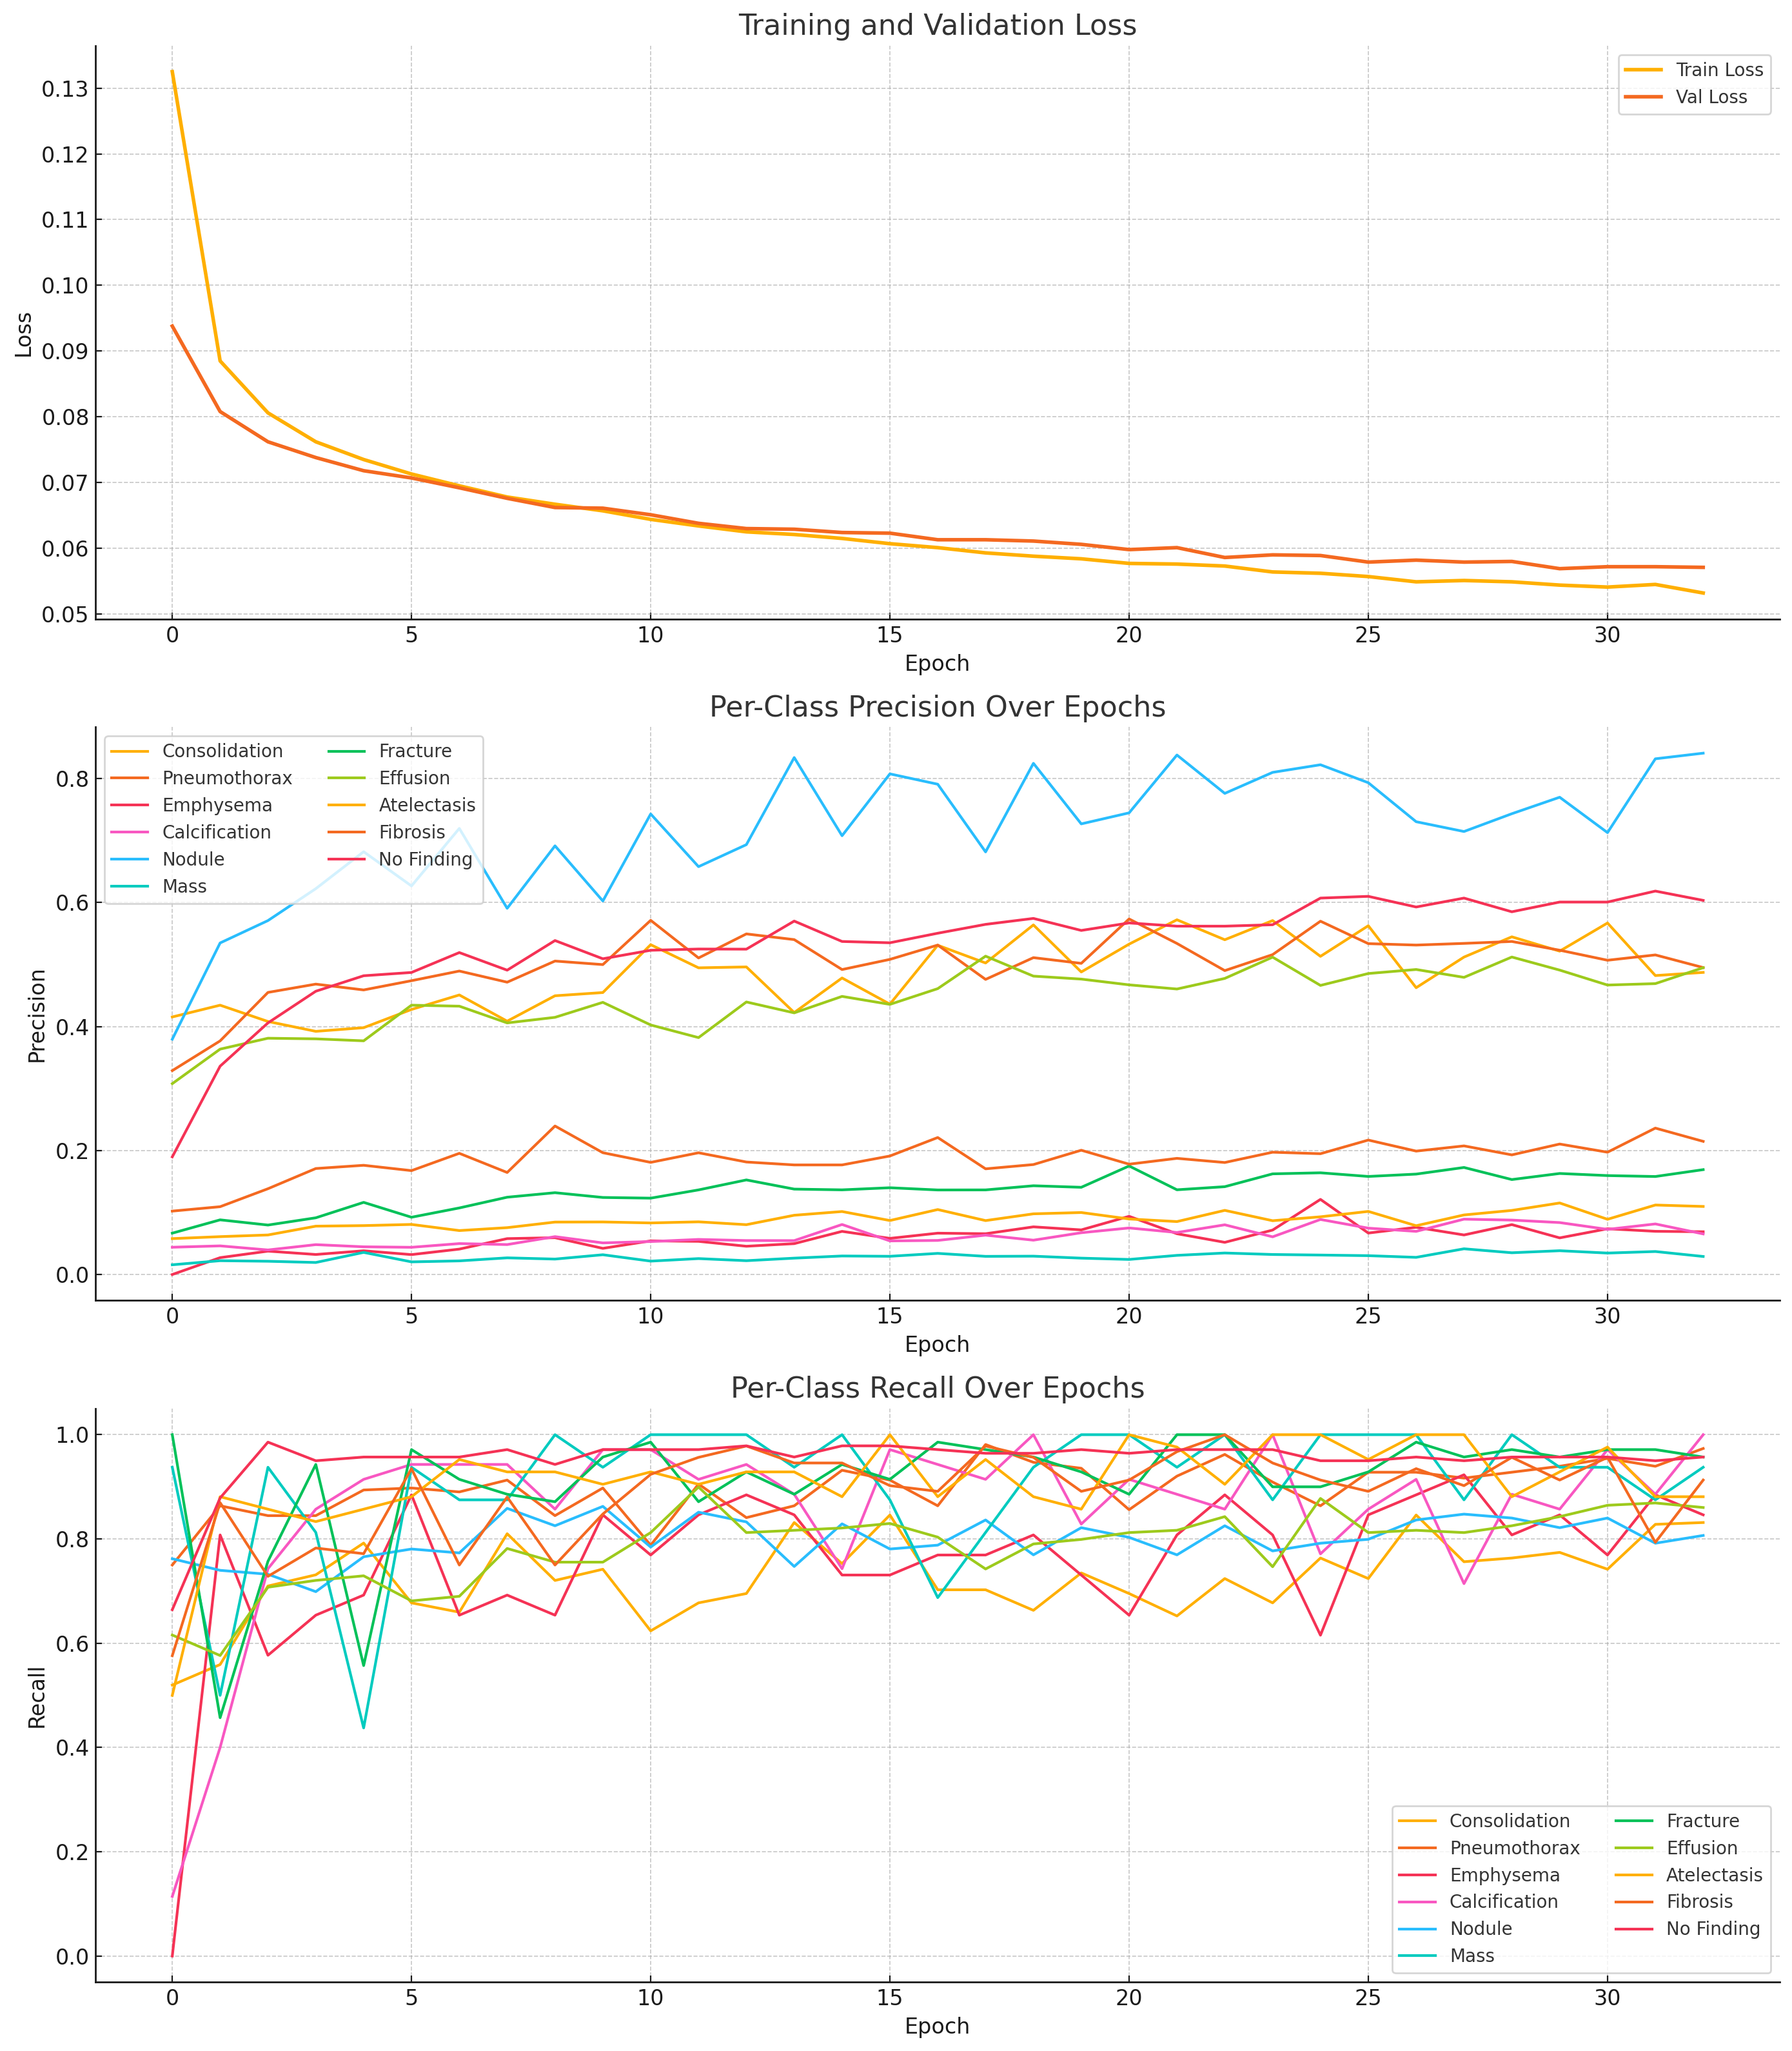 Training and Validation Loss
Train Loss
Val Loss
0.13
0.12
0.11
0.10
0.09
0.08
0.07
0.06
0.05
Loss
0 5 10 15 20 25 30
Epoch
Per-Class Precision Over Epochs
Consolidation Fracture
Pneumothorax Effusion
Emphysema Atelectasis
Calcification Fibrosis
Nodule No Finding
Mass
0.8
0.6
0.4
0.2
0.0
Precision
0 5 10 15 20 25 30
Epoch
Per-Class Recall Over Epochs
1.0
0.8
0.6
0.4
0.2
0.0
Recall
Consolidation Fracture
Pneumothorax Effusion
Emphysema Atelectasis
Calcification Fibrosis
Nodule No Finding
Mass
0 5 10 15 20 25 30
Epoch